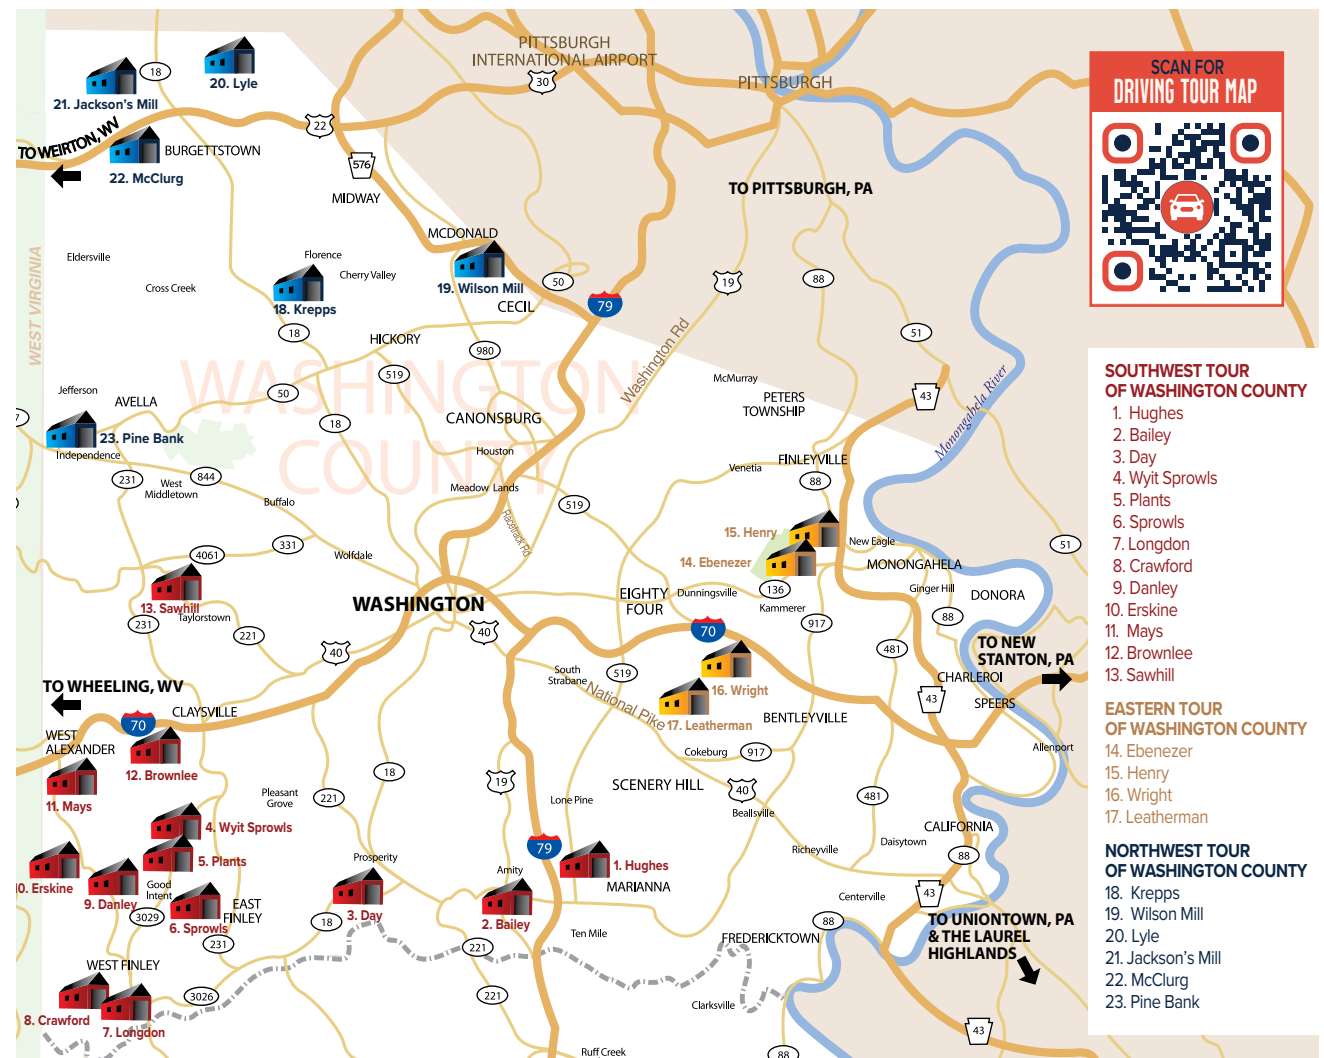 PITTSBURGH
INTERNATIONAL AIRPORT
30
PITTSBURGH
18
20. Lyle
21. Jackson's Mill
22
TO WEIRTON, WV
BURGETTSTOWN
22. McClurg
576
MIDWAY
TO PITTSBURGH, PA
SCAN FOR
DRIVING TOUR MAP
MCDONALD
Eldersville
Florence
Cherry Valley
Cross Creek
19. Wilson Mill
50
19
88
CECIL
79
18. Krepps
WEST VIRGINIA
18
HICKORY
980
51
Washington Rd
519
WASHINGTON
COUNTY
Jefferson
AVELLA
50
McMurray
PETERS
TOWNSHIP
43
Monongahela River
18
CANONSBURG
23. Pine Bank
Independence
Houston
FINLEYVILLE
Venetia
88
231
844
West
Middletown
Meadow Lands
Buffalo
519
Racetrack Rd
15. Henry
New Eagle
51
331
4061
Wolfdale
14. Ebenezer
MONONGAHELA
136
Ginger Hill
DONORA
EIGHTY
FOUR
Dunningsville
Kammerer
WASHINGTON
13. Sawhill
Taylorstown
231
221
40
40
70
917
88
481
TO NEW
STANTON, PA
South
Strabane
519
16. Wright
CHARLEROI
43
SPEERS
TO WHEELING, WV
National Pike
17. Leatherman
BENTLEYVILLE
CLAYSVILLE
70
WEST
ALEXANDER
12. Brownlee
Cokeburg
917
Allenport
11. Mays
18
19
SCENERY HILL
40
Pleasant
Grove
221
Lone Pine
481
Beallsville
4. Wyit Sprowls
CALIFORNIA
Daisytown
Richeyville
79
88
5. Plants
Prosperity
Amity
1. Hughes
MARIANNA
10. Erskine
Good
Intent
9. Danley
3029
EAST
FINLEY
6. Sprowls
3. Day
18
2. Bailey
Centerville
43
88
TO UNIONTOWN, PA
& THE LAUREL
HIGHLANDS
231
221
Ten Mile
FREDERICKTOWN
WEST FINLEY
3026
221
Clarksville
8. Crawford
7. Longdon
43
Ruff Creek
88
SOUTHWEST TOUR
OF WASHINGTON COUNTY
1. Hughes
2. Bailey
3. Day
4. Wyit Sprowls
5. Plants
6. Sprowls
7. Longdon
8. Crawford
9. Danley
10. Erskine
11. Mays
12. Brownlee
13. Sawhill
EASTERN TOUR
OF WASHINGTON COUNTY
14. Ebenezer
15. Henry
16. Wright
17. Leatherman
NORTHWEST TOUR
OF WASHINGTON COUNTY
18. Krepps
19. Wilson Mill
20. Lyle
21. Jackson's Mill
22. McClurg
23. Pine Bank